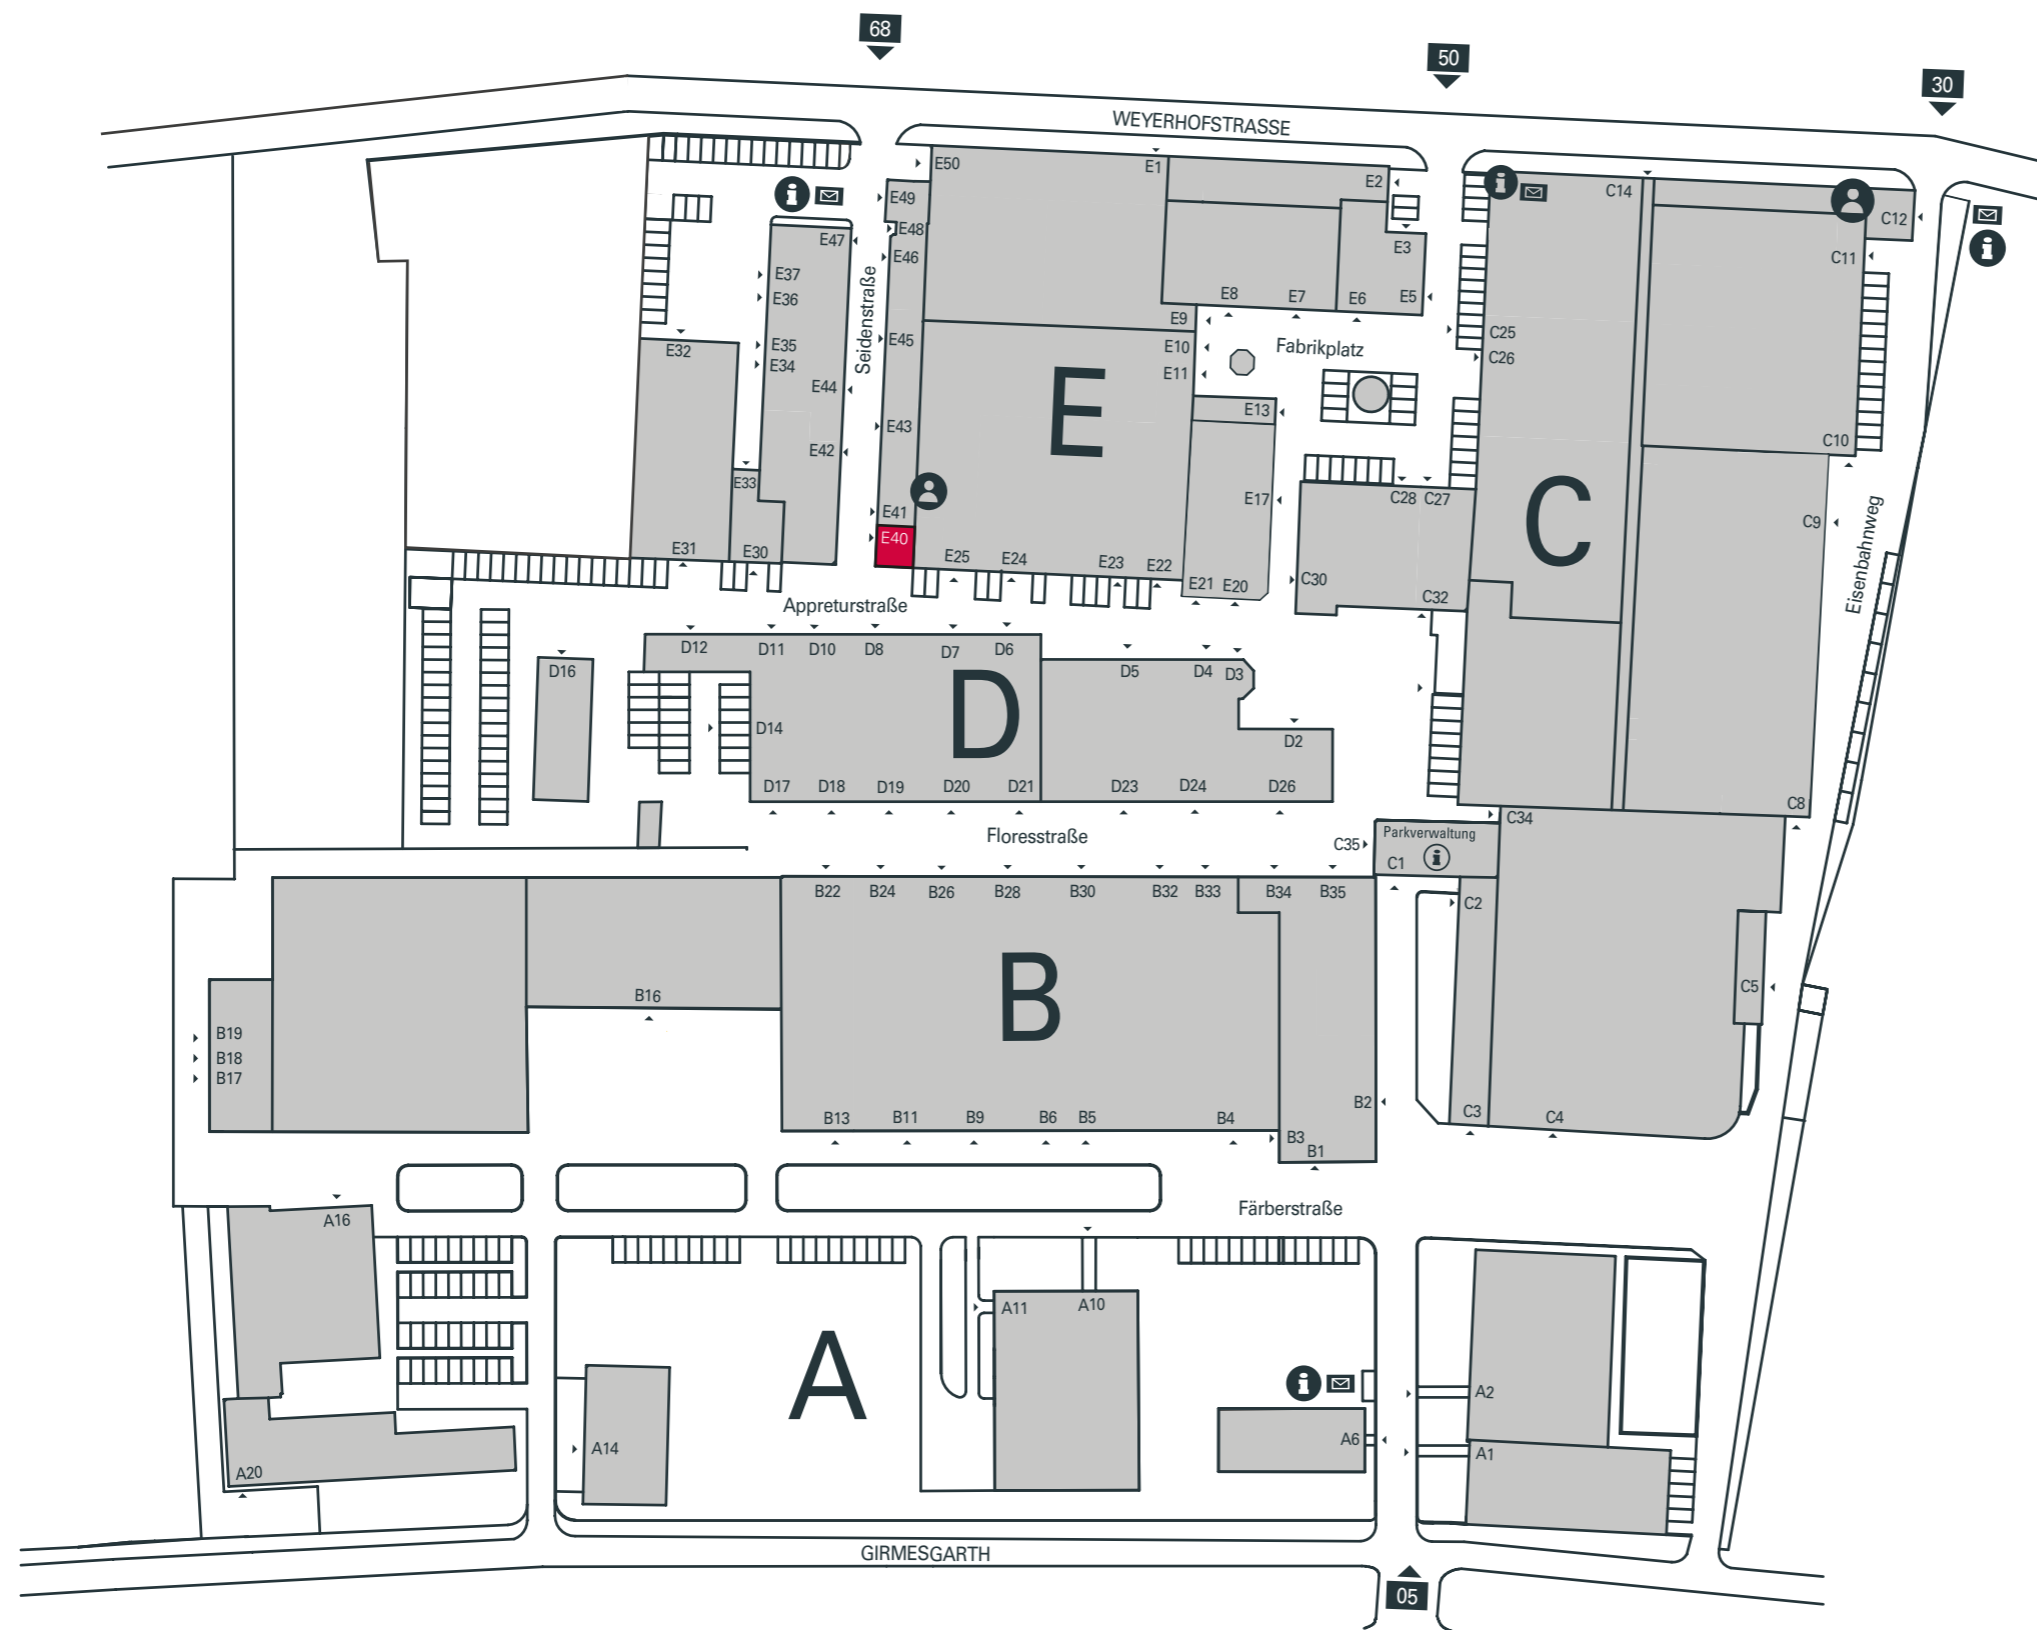 68
50
30
WEYERHOFSTRASSE
E50
E1
E2
C14
C12
E49
E48
E47
E46
E3
C11
E37
E36
E8
E7
E6
E5
E9
C25
E35
E34
E32
E45
E10
E11
Fabrikplatz
C26
Seidenstraße
E44
E
E13
E43
E42
C10
E33
E17
C28
C27
C
C9
E41
E40
E31
E30
E25
E24
E23
E22
E21
E20
C30
C32
Eisenbahnweg
Appreturstraße
D12
D11
D10
D8
D7
D6
D16
D5
D4
D3
D
D14
D2
D17
D18
D19
D20
D21
D23
D24
D26
C8
C34
Floresstraße
Parkverwaltung
C35
C1
B22
B24
B26
B28
B30
B32
B33
B34
B35
C2
B16
B
C5
B19
B18
B17
B13
B11
B9
B6
B5
B4
B3
B1
B2
C3
C4
Färberstraße
A16
A11
A10
A
A2
A14
A6
A1
A20
GIRMESGARTH
05